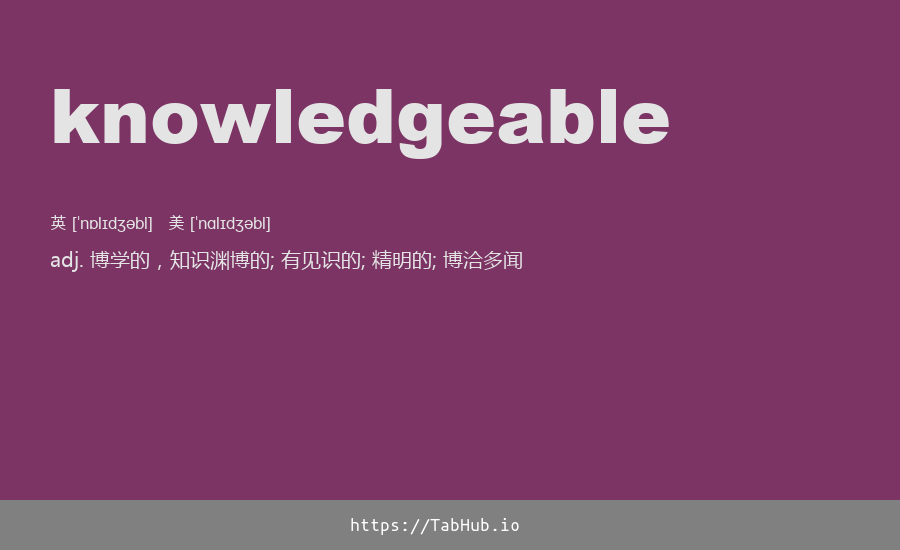 knowledgeable
英 [ˈnɒlɪdʒəbl] 美 [ˈnɑlɪdʒəbl]
adj. 博学的，知识渊博的; 有见识的; 精明的; 博洽多闻
https://TabHub.io